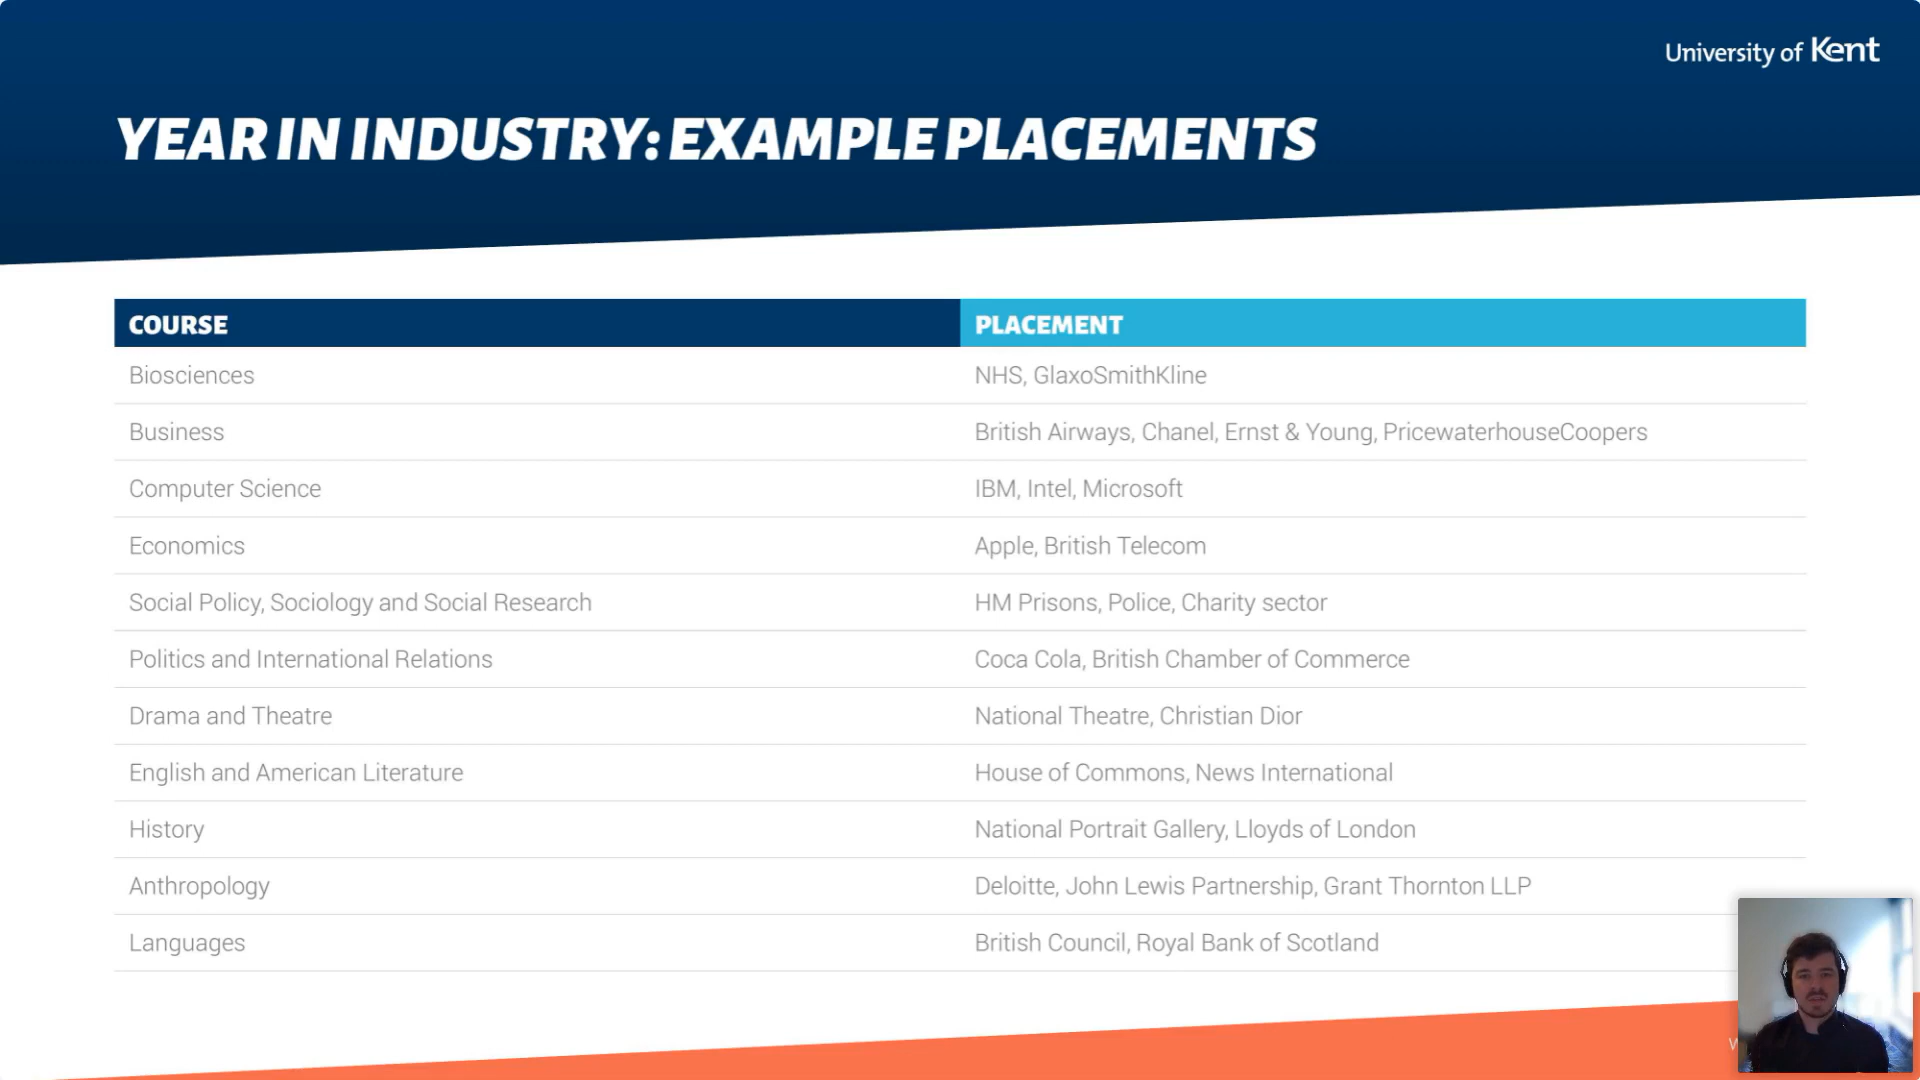 University of Kent
YEAR IN INDUSTRY: EXAMPLE PLACEMENTS
COURSE PLACEMENT
Biosciences NHS, GlaxoSmithKline
Business British Airways, Chanel, Ernst & Young, PricewaterhouseCoopers
Computer Science IBM, Intel, Microsoft
Economics Apple, British Telecom
Social Policy, Sociology and Social Research HM Prisons, Police, Charity sector
Politics and International Relations Coca Cola, British Chamber of Commerce
Drama and Theatre National Theatre, Christian Dior
English and American Literature House of Commons, News International
History National Portrait Gallery, Lloyds of London
Anthropology Deloitte, John Lewis Partnership, Grant Thornton LLP
Languages British Council, Royal Bank of Scotland